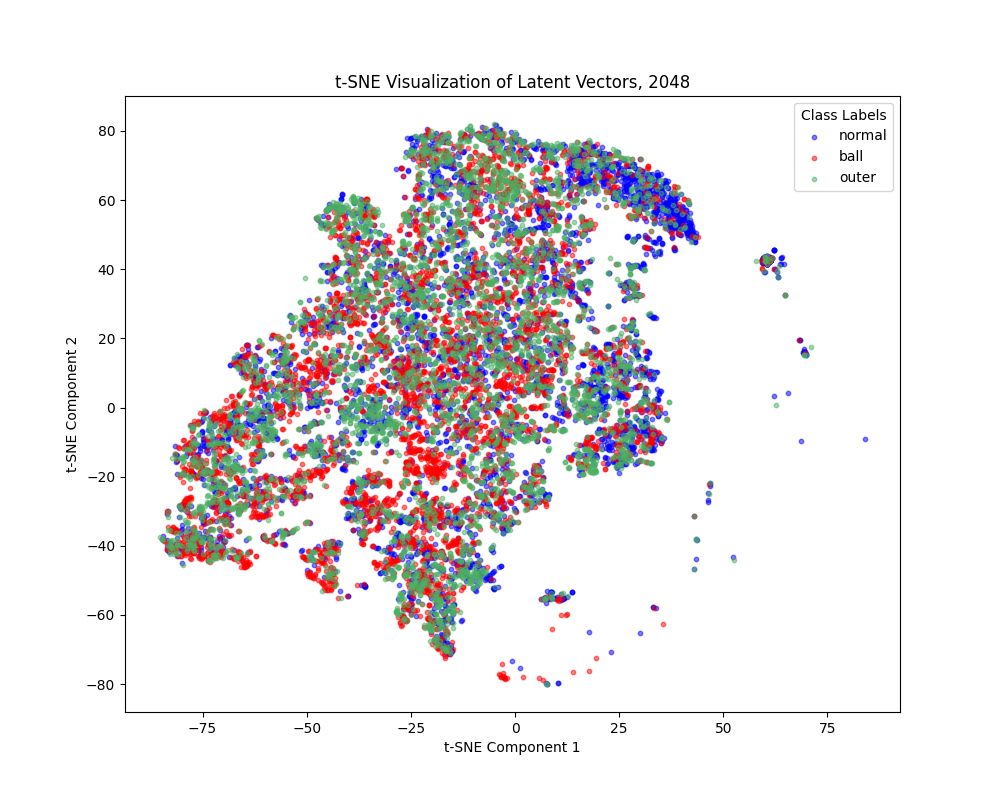 t-SNE Visualization of Latent Vectors, 2048
Class Labels
normal
ball
outer
80
60
40
20
0
−20
−40
−60
−80
t-SNE Component 2
−75 −50 −25 0 25 50 75
t-SNE Component 1